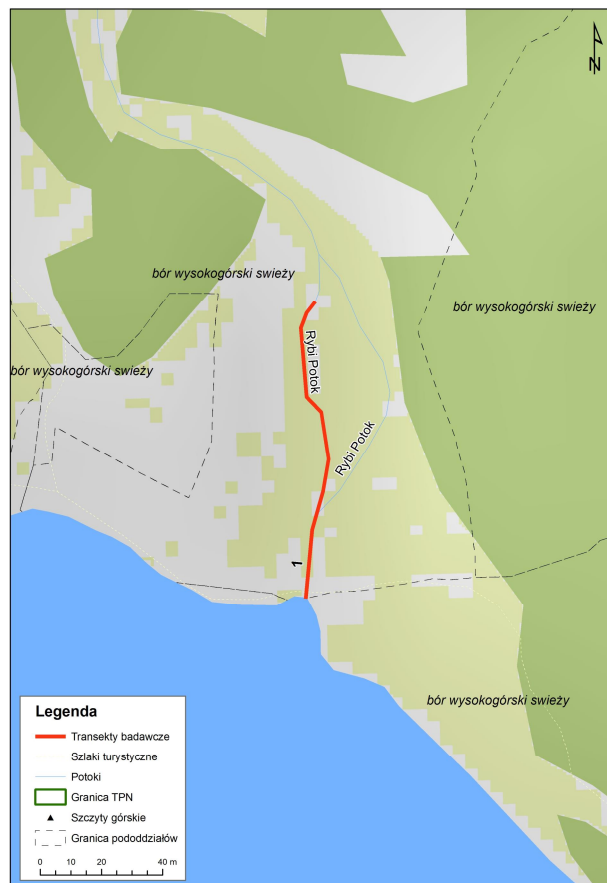 N
bór wysokogórski swieży
bór wysokogórski swieży
Rybi Potok
bór wysokogórski swieży
Rybi Potok
1
bór wysokogórski swieży
Legenda
Transekty badawcze
Szlaki turystyczne
Potoki
Granica TPN
Szczyty górskie
Granica pododdziałów
0 10 20 40 m